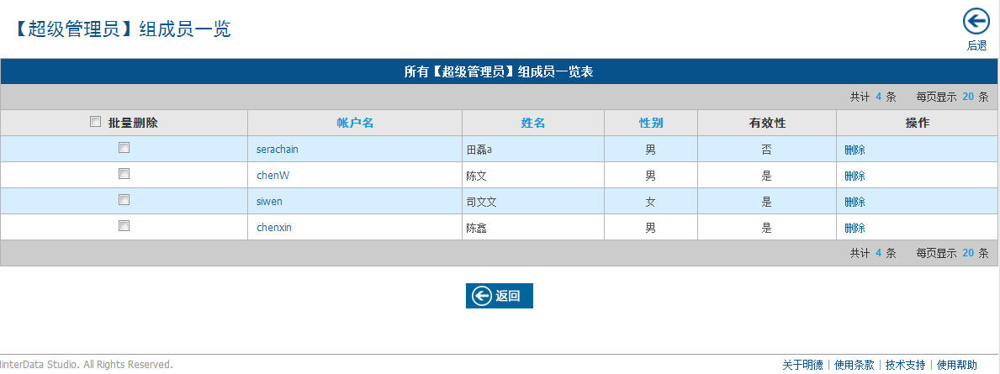 【超级管理员】组成员一览
后退
所有【超级管理员】组成员一览表
共计 4 条 每页显示 20 条
批量删除 帐户名 姓名 性别 有效性 操作
serachain 田磊a 男 否 删除
chenW 陈文 男 是 删除
siwen 司文文 女 是 删除
chenxin 陈鑫 男 是 删除
共计 4 条 每页显示 20 条
返回
interData Studio. All Rights Reserved. 关于明德 | 使用条款 | 技术支持 | 使用帮助